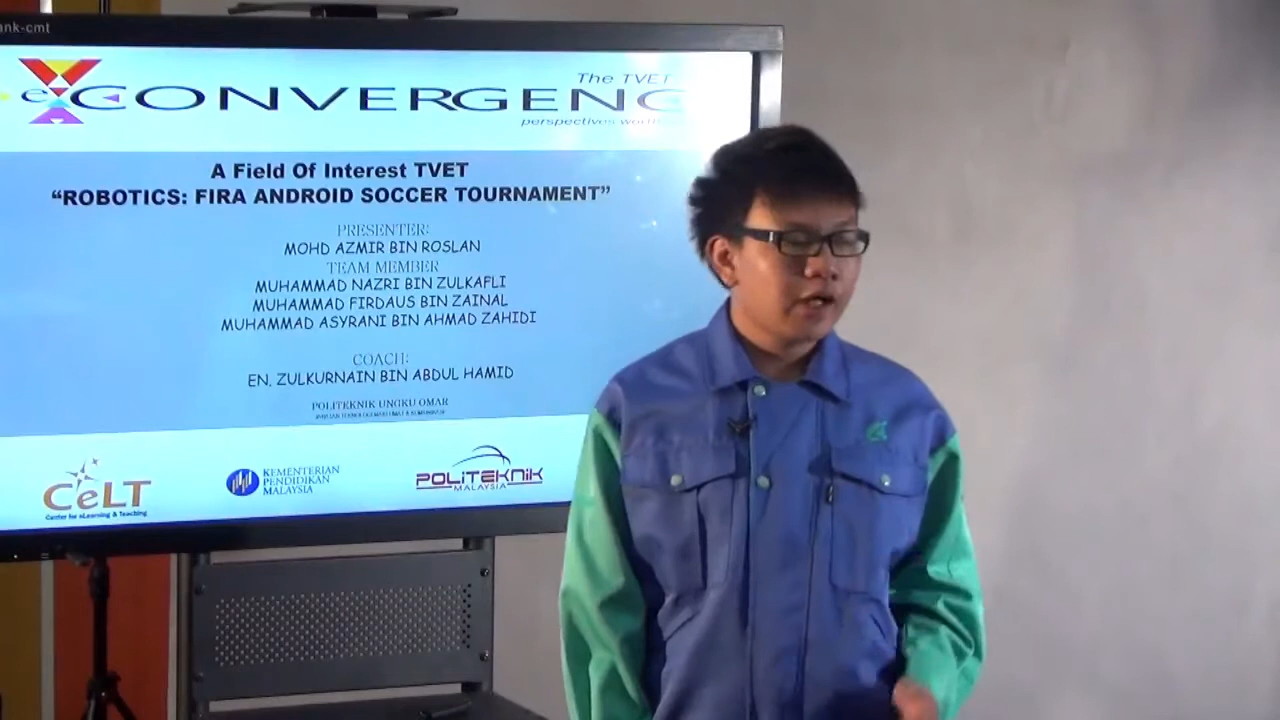 ank-cmt
The TVET
eXCONVERGENC
perspectives
A Field Of Interest TVET
“ROBOTICS: FIRA ANDROID SOCCER TOURNAMENT”
PRESENTER:
MOHD AZMIR BIN ROSLAN
TEAM MEMBER
MUHAMMAD NAZRI BIN ZULKAFLI
MUHAMMAD FIRDAUS BIN ZAINAL
MUHAMMAD ASYRANI BIN AHMAD ZAHIDI
COACH:
EN. ZULKURNAIN BIN ABDUL HAMID
POLITEKNIK UNGKU OMAR
CeLT
Center for eLearning & Teaching
KEMENTERIAN
PENDIDIKAN
MALAYSIA
POLITEKNIK
MALAYSIA